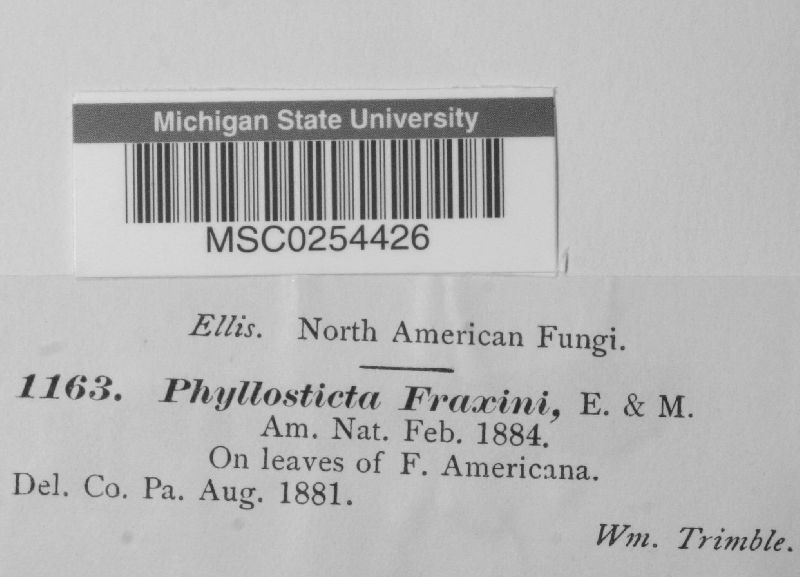 Michigan State University
MSC0254426
Ellis. North American Fungi.
1163. Phyllosticta Fraxini, E. & M.
Am. Nat. Feb. 1884.
On leaves of F. Americana.
Del. Co. Pa. Aug. 1881.
Wm. Trimble.